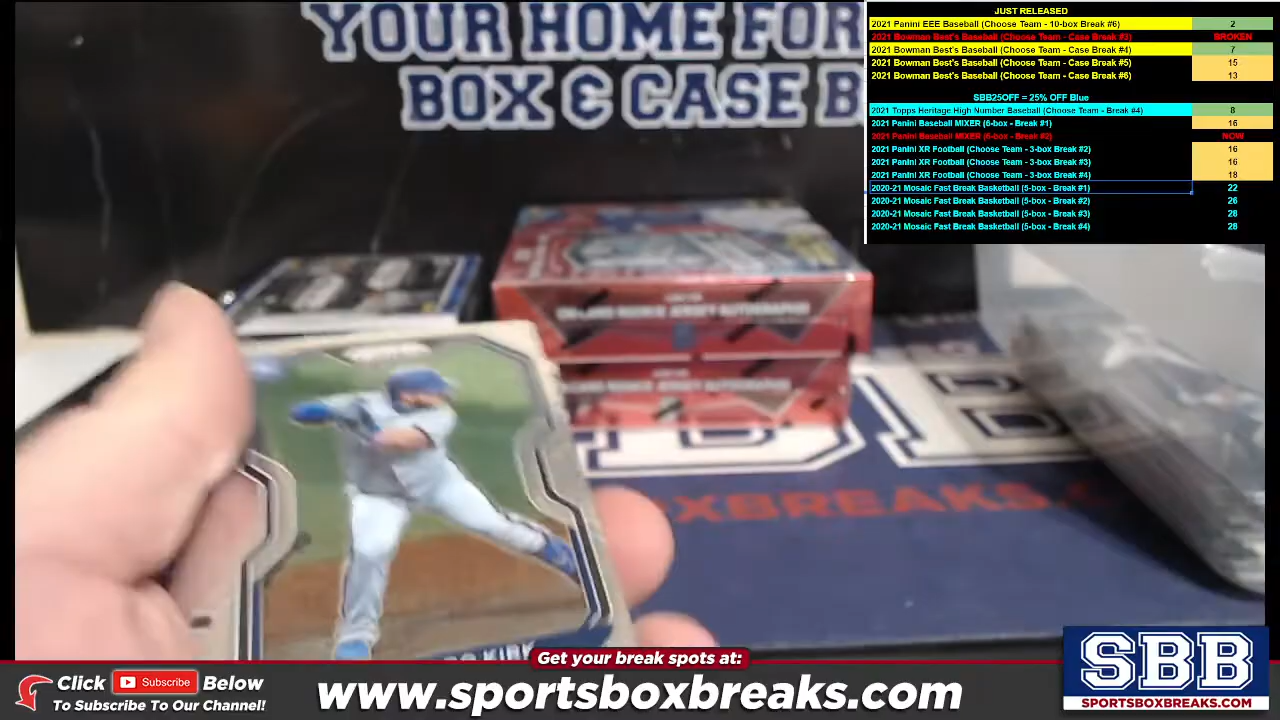 YOUR HOME FOR
BOX & CASE B
JUST RELEASED
2021 Panini EEE Baseball (Choose Team - 10-box Break #6) 2
2021 Bowman Best's Baseball (Choose Team - Case Break #3) BROKEN
2021 Bowman Best's Baseball (Choose Team - Case Break #4) 7
2021 Bowman Best's Baseball (Choose Team - Case Break #5) 15
2021 Bowman Best's Baseball (Choose Team - Case Break #6) 13
SBB25OFF = 25% OFF Blue
2021 Topps Heritage High Number Baseball (Choose Team - Break #4) 8
2021 Panini Baseball MIXER (6-box - Break #1) 16
2021 Panini Baseball MIXER (6-box - Break #2) NOW
2021 Panini XR Football (Choose Team - 3-box Break #2) 16
2021 Panini XR Football (Choose Team - 3-box Break #3) 16
2021 Panini XR Football (Choose Team - 3-box Break #4) 18
2020-21 Mosaic Fast Break Basketball (5-box - Break #1) 22
2020-21 Mosaic Fast Break Basketball (5-box - Break #2) 26
2020-21 Mosaic Fast Break Basketball (5-box - Break #3) 28
2020-21 Mosaic Fast Break Basketball (5-box - Break #4) 28
OXBREAKS.C
KIRK
Get your break spots at:
Click Subscribe Below
To Subscribe To Our Channel!
www.sportsboxbreaks.com
SBB
SPORTSBOXBREAKS.COM